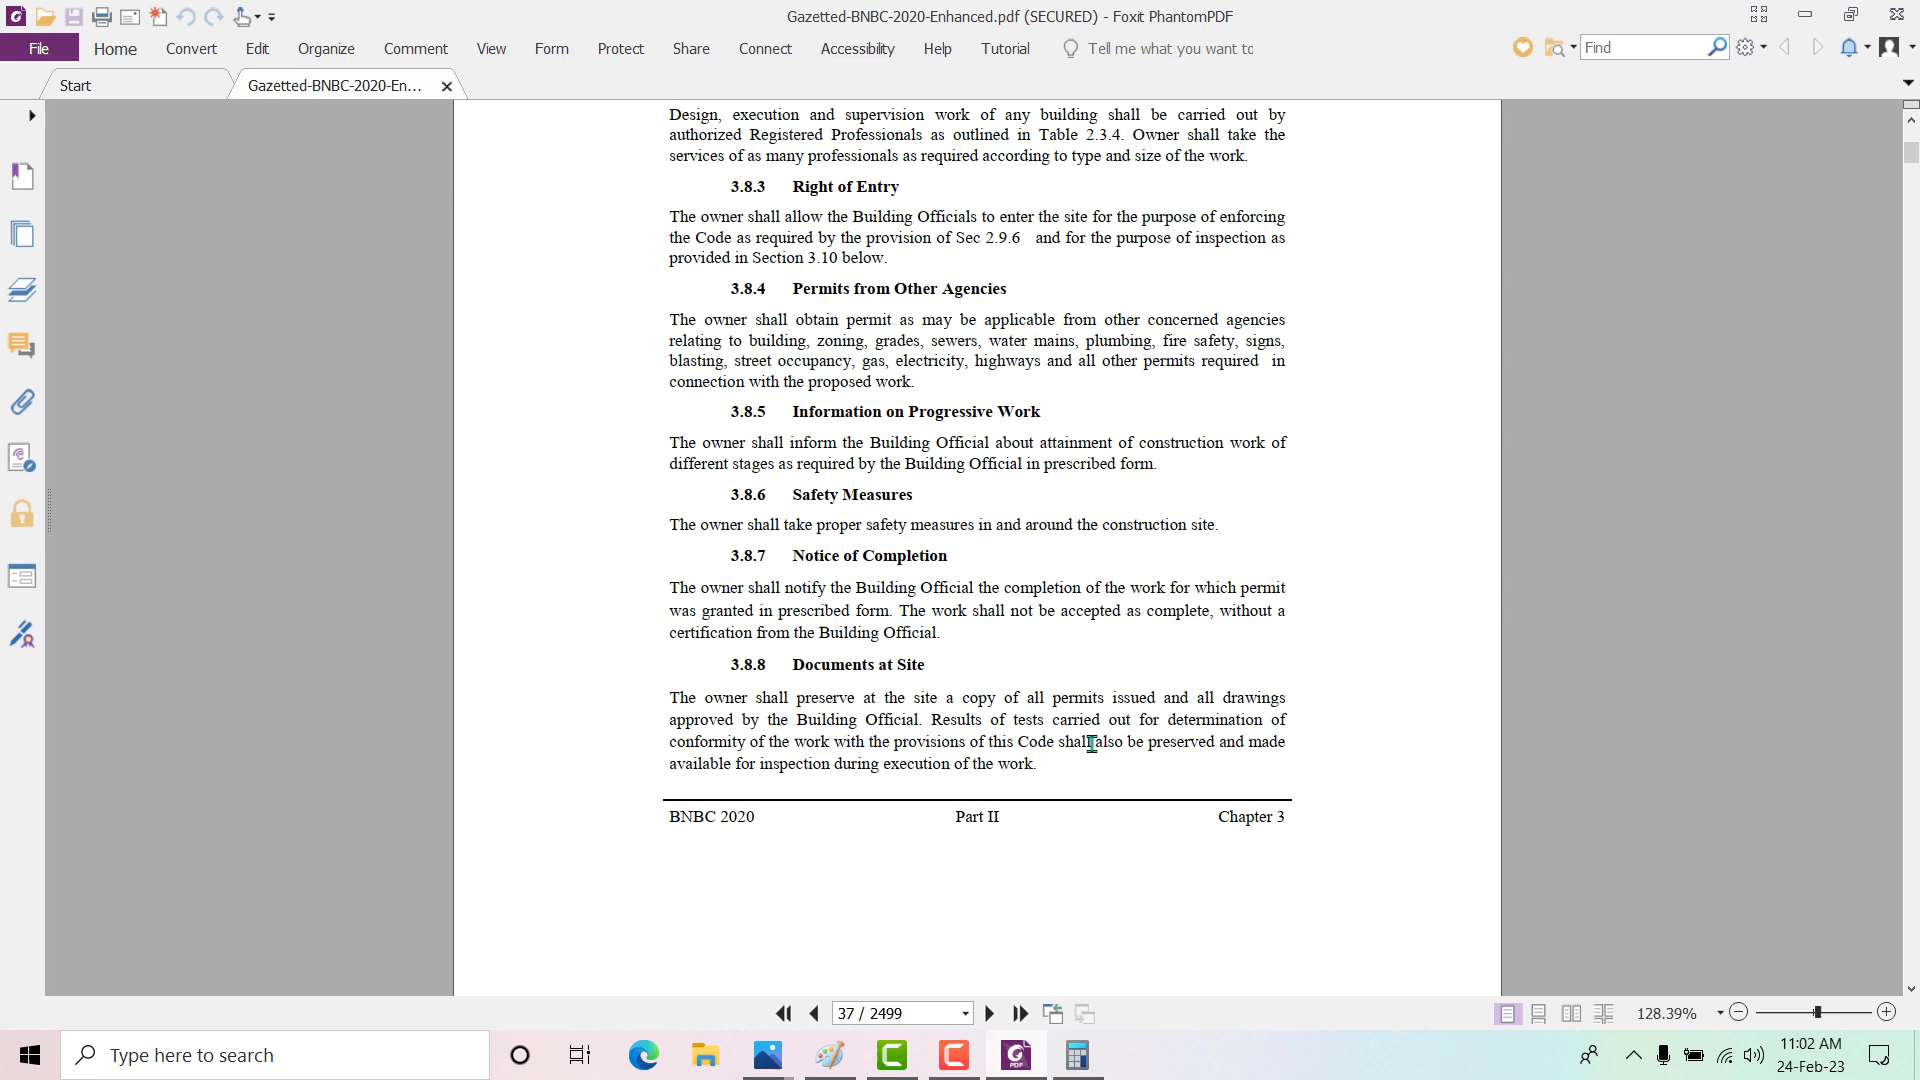 Gazetted-BNBC-2020-Enhanced.pdf (SECURED) - Foxit PhantomPDF
File Home Convert Edit Organize Comment View Form Protect Share Connect Accessibility Help Tutorial Tell me what you want to Find
Start Gazetted-BNBC-2020-En...
Design, execution and supervision work of any building shall be carried out by
authorized Registered Professionals as outlined in Table 2.3.4. Owner shall take the
services of as many professionals as required according to type and size of the work.
3.8.3 Right of Entry
The owner shall allow the Building Officials to enter the site for the purpose of enforcing
the Code as required by the provision of Sec 2.9.6 and for the purpose of inspection as
provided in Section 3.10 below.
3.8.4 Permits from Other Agencies
The owner shall obtain permit as may be applicable from other concerned agencies
relating to building, zoning, grades, sewers, water mains, plumbing, fire safety, signs,
blasting, street occupancy, gas, electricity, highways and all other permits required in
connection with the proposed work.
3.8.5 Information on Progressive Work
The owner shall inform the Building Official about attainment of construction work of
different stages as required by the Building Official in prescribed form.
3.8.6 Safety Measures
The owner shall take proper safety measures in and around the construction site.
3.8.7 Notice of Completion
The owner shall notify the Building Official the completion of the work for which permit
was granted in prescribed form. The work shall not be accepted as complete, without a
certification from the Building Official.
3.8.8 Documents at Site
The owner shall preserve at the site a copy of all permits issued and all drawings
approved by the Building Official. Results of tests carried out for determination of
conformity of the work with the provisions of this Code shall also be preserved and made
available for inspection during execution of the work.
BNBC 2020 Part II Chapter 3
37 / 2499 128.39%
Type here to search
11:02 AM
24-Feb-23